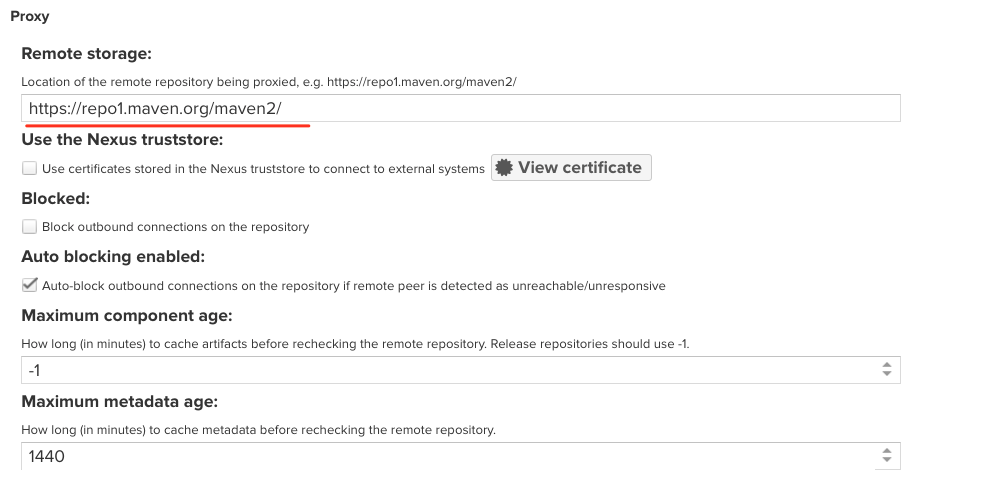 Proxy
Remote storage:
Location of the remote repository being proxied, e.g. https://repo1.maven.org/maven2/
https://repo1.maven.org/maven2/
Use the Nexus truststore:
Use certificates stored in the Nexus truststore to connect to external systems View certificate
Blocked:
Block outbound connections on the repository
Auto blocking enabled:
Auto-block outbound connections on the repository if remote peer is detected as unreachable/unresponsive
Maximum component age:
How long (in minutes) to cache artifacts before rechecking the remote repository. Release repositories should use -1.
-1
Maximum metadata age:
How long (in minutes) to cache metadata before rechecking the remote repository.
1440